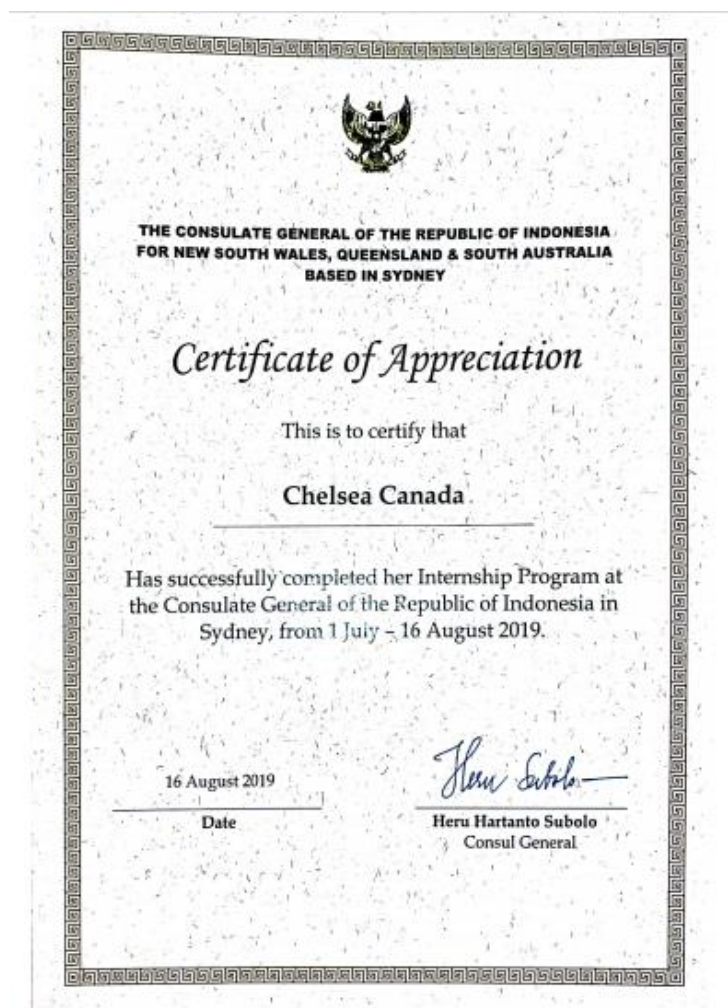 THE CONSULATE GENERAL OF THE REPUBLIC OF INDONESIA
FOR NEW SOUTH WALES, QUEENSLAND & SOUTH AUSTRALIA
BASED IN SYDNEY
Certificate of Appreciation
This is to certify that
Chelsea Canada
Has successfully completed her Internship Program at
the Consulate General of the Republic of Indonesia in
Sydney, from 1 July – 16 August 2019.
Heru Subolo
16 August 2019
Date
Heru Hartanto Subolo
Consul General